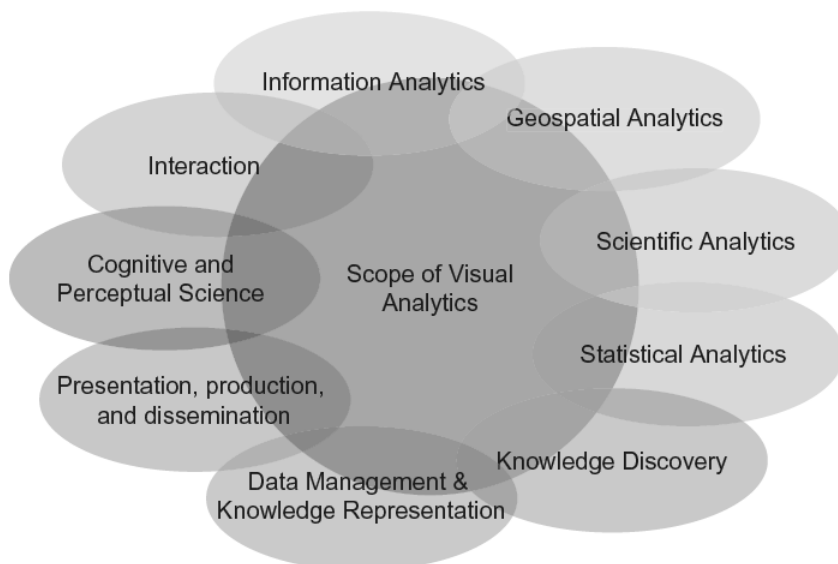 Information Analytics
Geospatial Analytics
Interaction
Scientific Analytics
Cognitive and
Perceptual Science
Scope of Visual
Analytics
Statistical Analytics
Presentation, production,
and dissemination
Knowledge Discovery
Data Management &
Knowledge Representation